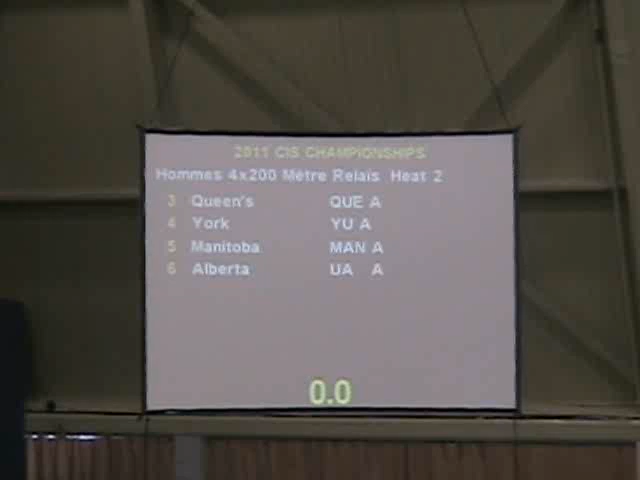 2011 CIS CHAMPIONSHIPS
Hommes 4x200 Metre Relais Heat 2
3 Queen's QUE A
4 York YU A
5 Manitoba MAN A
6 Alberta UA A
0.0